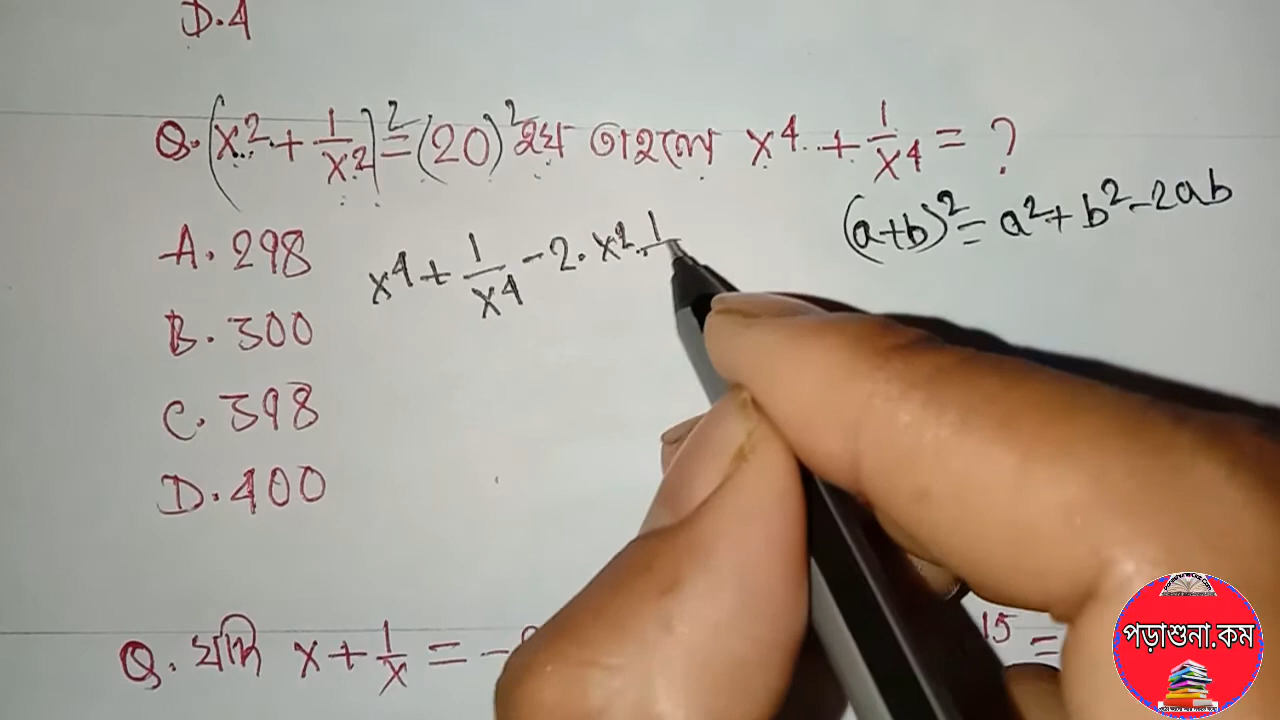 D. 4
Q. (x² + 1/x²)² = (20)² হয় তাহলে x⁴ + 1/x⁴ = ?
(a+b)² = a² + b² - 2ab
A. 298
x⁴ + 1/x⁴ - 2 · x² · 1
B. 300
C. 398
D. 400
Q. যদি x + 1/x = -
15 =
পড়াশুনা.কম